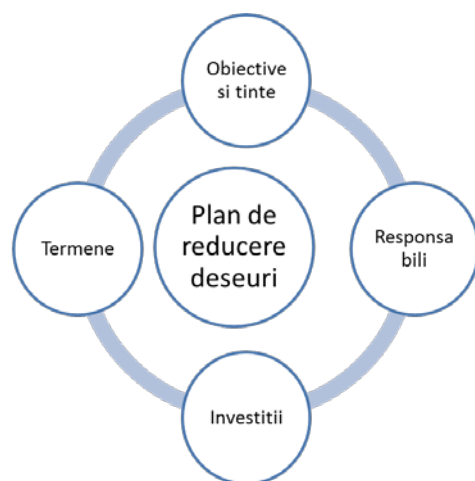 Obiective
si tinte
Plan de
reducere
deseuri
Termene
Responsa
bili
Investitii